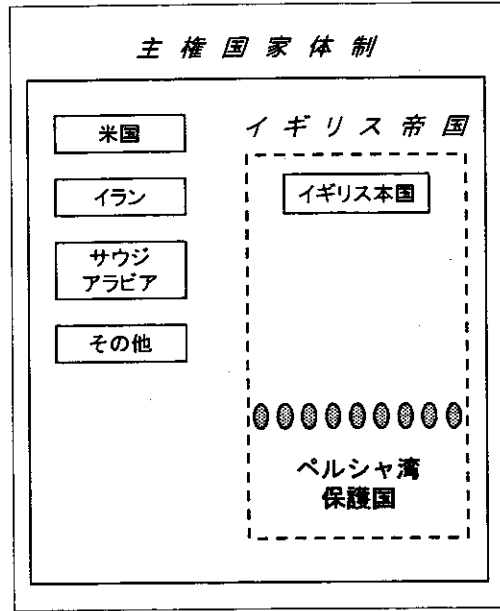 主権国家体制
米国
イラン
サウジ
アラビア
その他
イギリス帝国
イギリス本国
ペルシャ湾
保護国